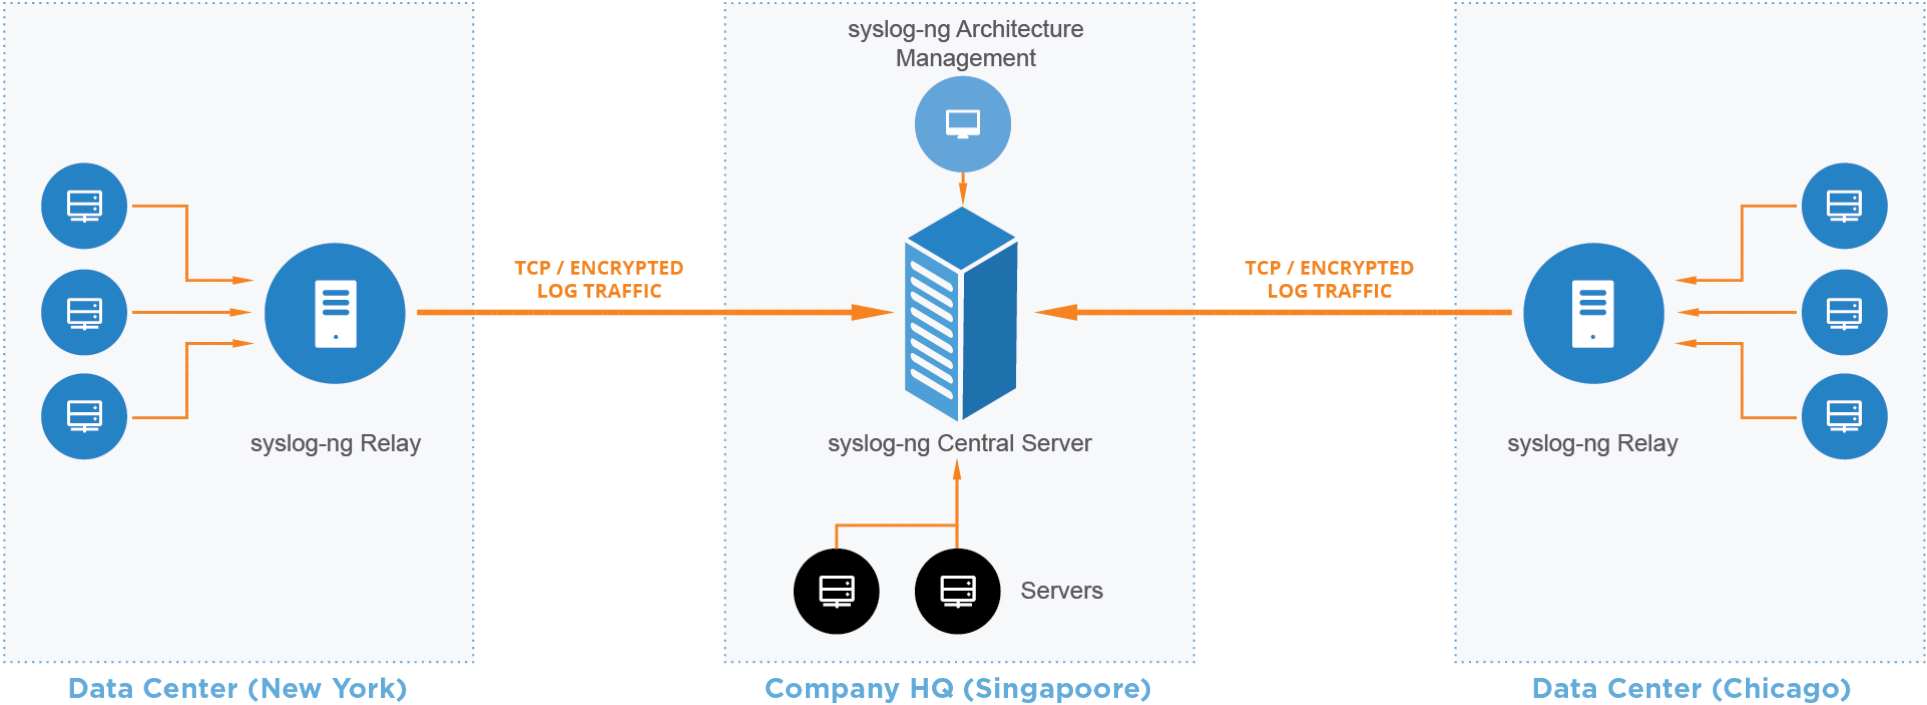 syslog-ng Architecture
Management
TCP / ENCRYPTED
LOG TRAFFIC
TCP / ENCRYPTED
LOG TRAFFIC
syslog-ng Relay
syslog-ng Central Server
syslog-ng Relay
Servers
Data Center (New York)
Company HQ (Singapoore)
Data Center (Chicago)